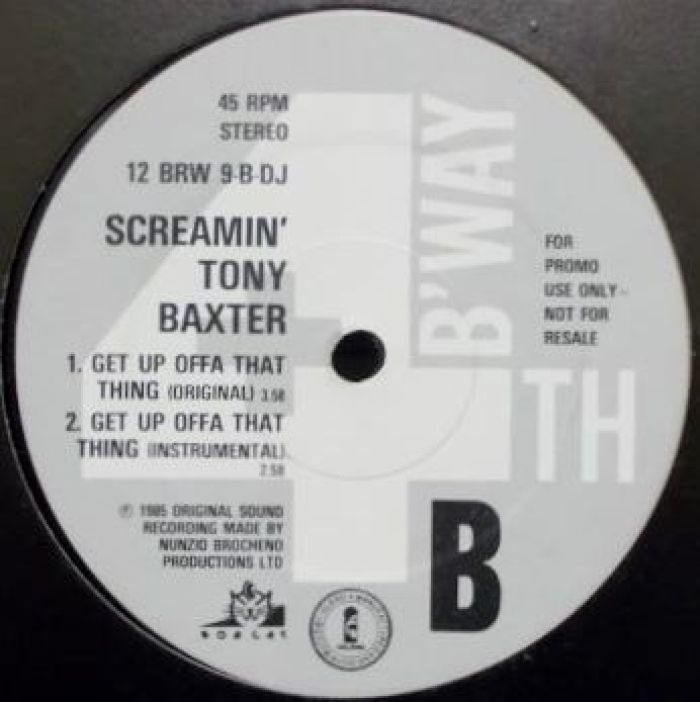 45 RPM
STEREO
12 BRW 9-B-DJ
SCREAMIN'
TONY
BAXTER
1. GET UP OFFA THAT
THING (ORIGINAL) 3.58
2. GET UP OFFA THAT
THING (INSTRUMENTAL)
2.58
℗ 1985 ORIGINAL SOUND
RECORDING MADE BY
NUNZIO BROCHENO
PRODUCTIONS LTD
BOBCAT
4TH
B'WAY
FOR
PROMO
USE ONLY-
NOT FOR
RESALE
B